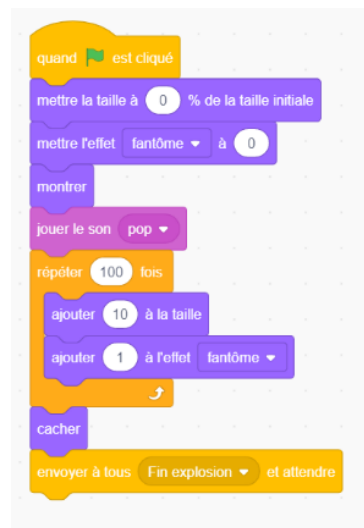 quand est cliqué
mettre la taille à 0 % de la taille initiale
mettre l'effet fantôme à 0
montrer
jouer le son pop
répéter 100 fois
ajouter 10 à la taille
ajouter 1 à l'effet fantôme
cacher
envoyer à tous Fin explosion et attendre